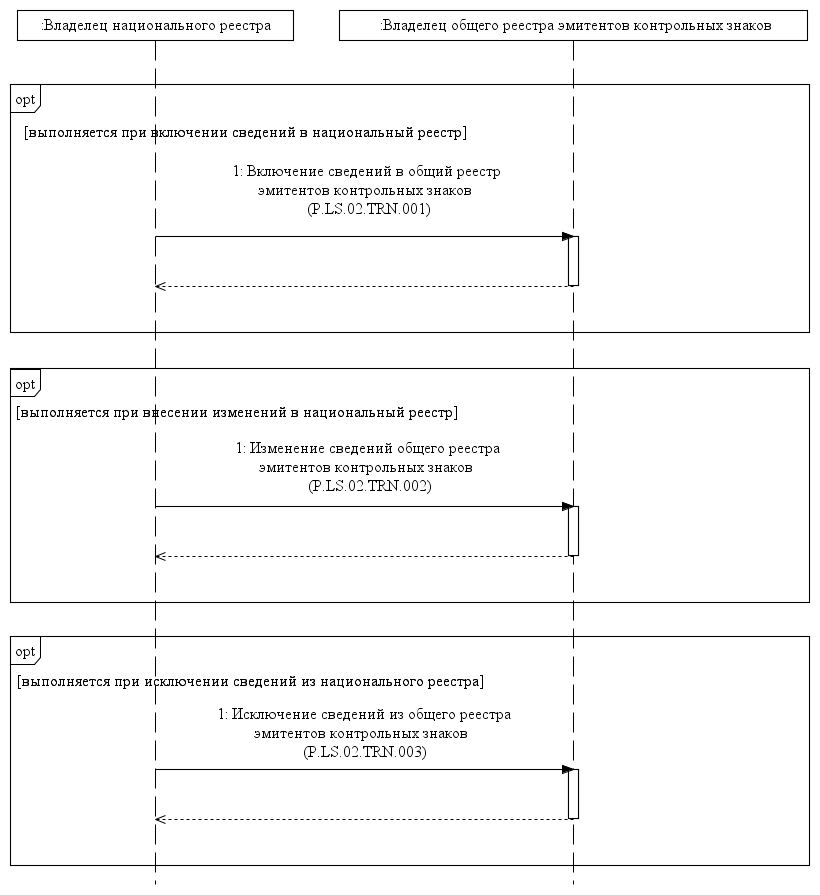 :Владелец национального реестра
:Владелец общего реестра эмитентов контрольных знаков
opt
[выполняется при включении сведений в национальный реестр]
1: Включение сведений в общий реестр
эмитентов контрольных знаков
(P.LS.02.TRN.001)
opt
[выполняется при внесении изменений в национальный реестр]
1: Изменение сведений общего реестра
эмитентов контрольных знаков
(P.LS.02.TRN.002)
opt
[выполняется при исключении сведений из национального реестра]
1: Исключение сведений из общего реестра
эмитентов контрольных знаков
(P.LS.02.TRN.003)